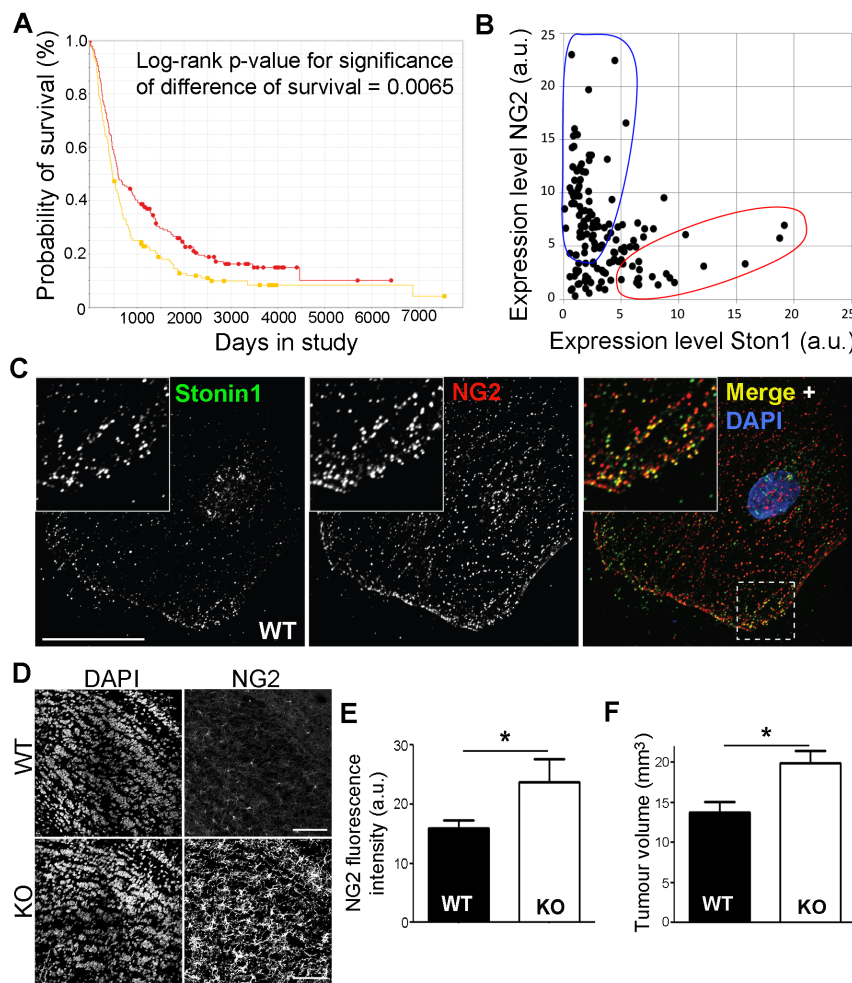 A
Log-rank p-value for significance
of difference of survival = 0.0065
Probability of survival (%)
1.0
0.8
0.6
0.4
0.2
0
1000 2000 3000 4000 5000 6000 7000
Days in study
B
Expression level NG2 (a.u.)
25
20
15
10
5
0
0 5 10 15 20 25
Expression level Ston1 (a.u.)
C
Stonin1
NG2
Merge +
DAPI
WT
D
DAPI NG2
WT
KO
E
*
NG2 fluorescence
intensity (a.u.)
30
20
10
0
WT
KO
F
*
Tumour volume (mm3)
20
15
10
5
0
WT
KO